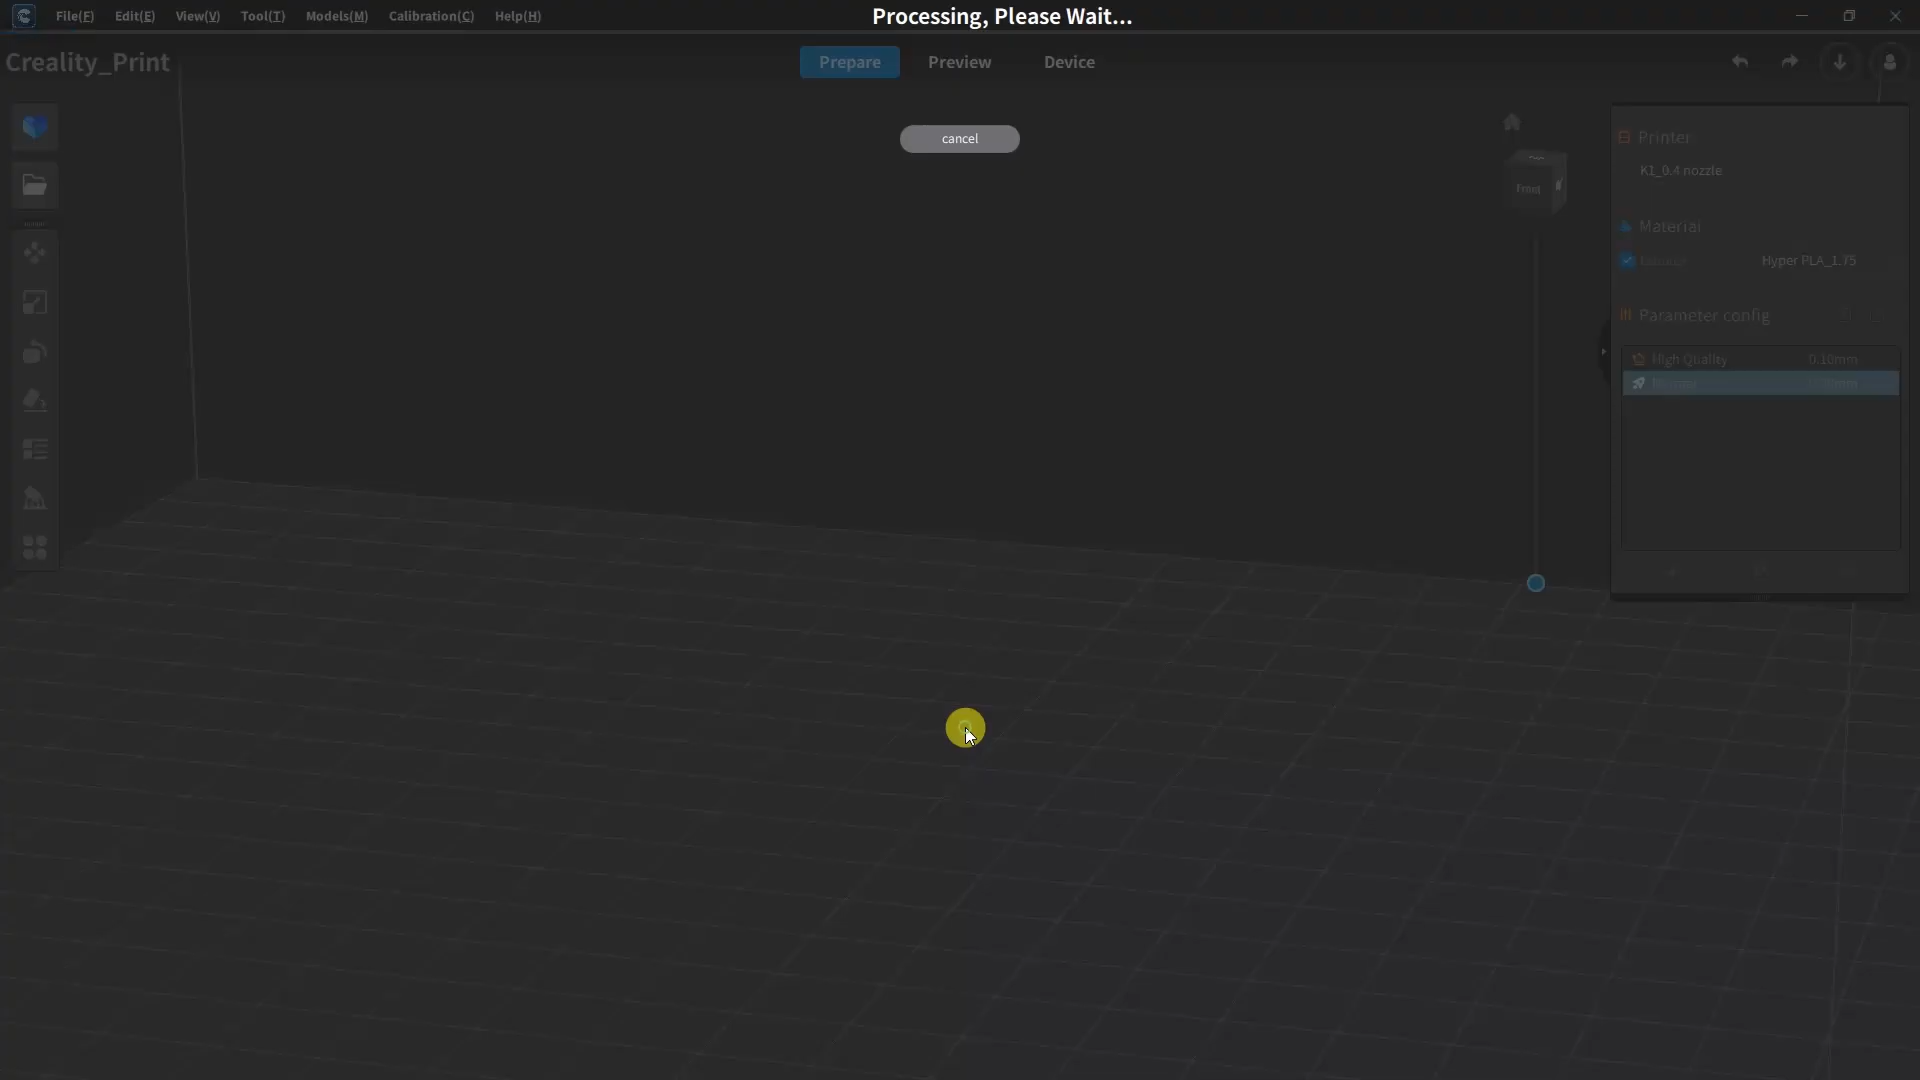 File(F) Edit(E) View(V) Tool(T) Models(M) Calibration(C) Help(H)
Processing, Please Wait...
Creality_Print
Prepare Preview Device
cancel
Front
Printer
K1_0.4 nozzle
Material
Hyper PLA_1.75
Parameter config
High Quality 0.10mm